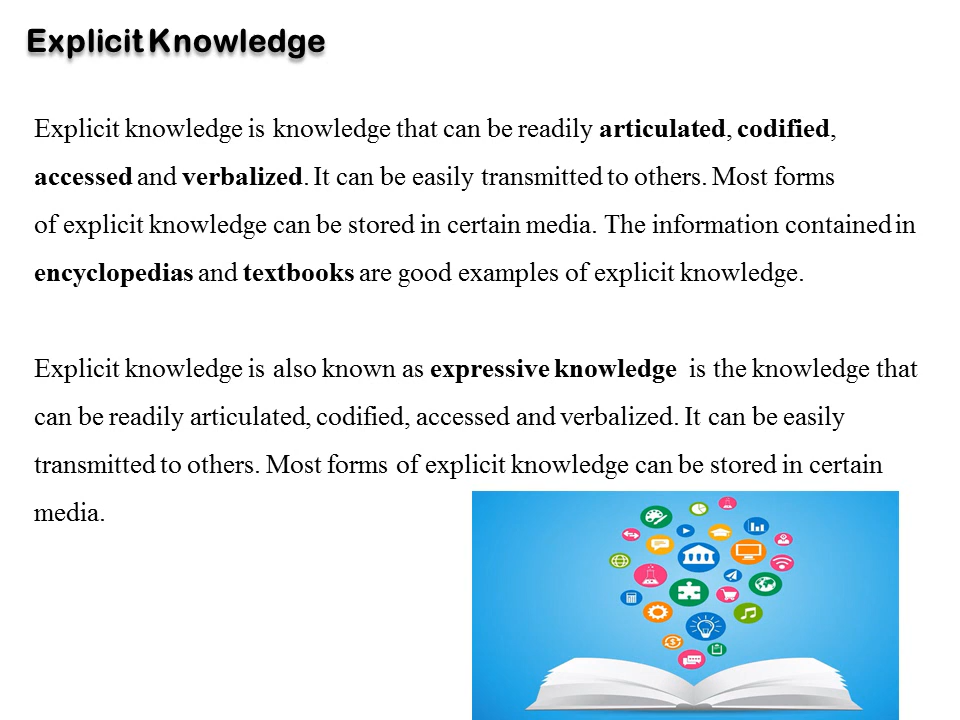 Explicit Knowledge
Explicit knowledge is knowledge that can be readily articulated, codified,
accessed and verbalized. It can be easily transmitted to others. Most forms
of explicit knowledge can be stored in certain media. The information contained in
encyclopedias and textbooks are good examples of explicit knowledge.
Explicit knowledge is also known as expressive knowledge  is the knowledge that
can be readily articulated, codified, accessed and verbalized. It can be easily
transmitted to others. Most forms of explicit knowledge can be stored in certain
media.